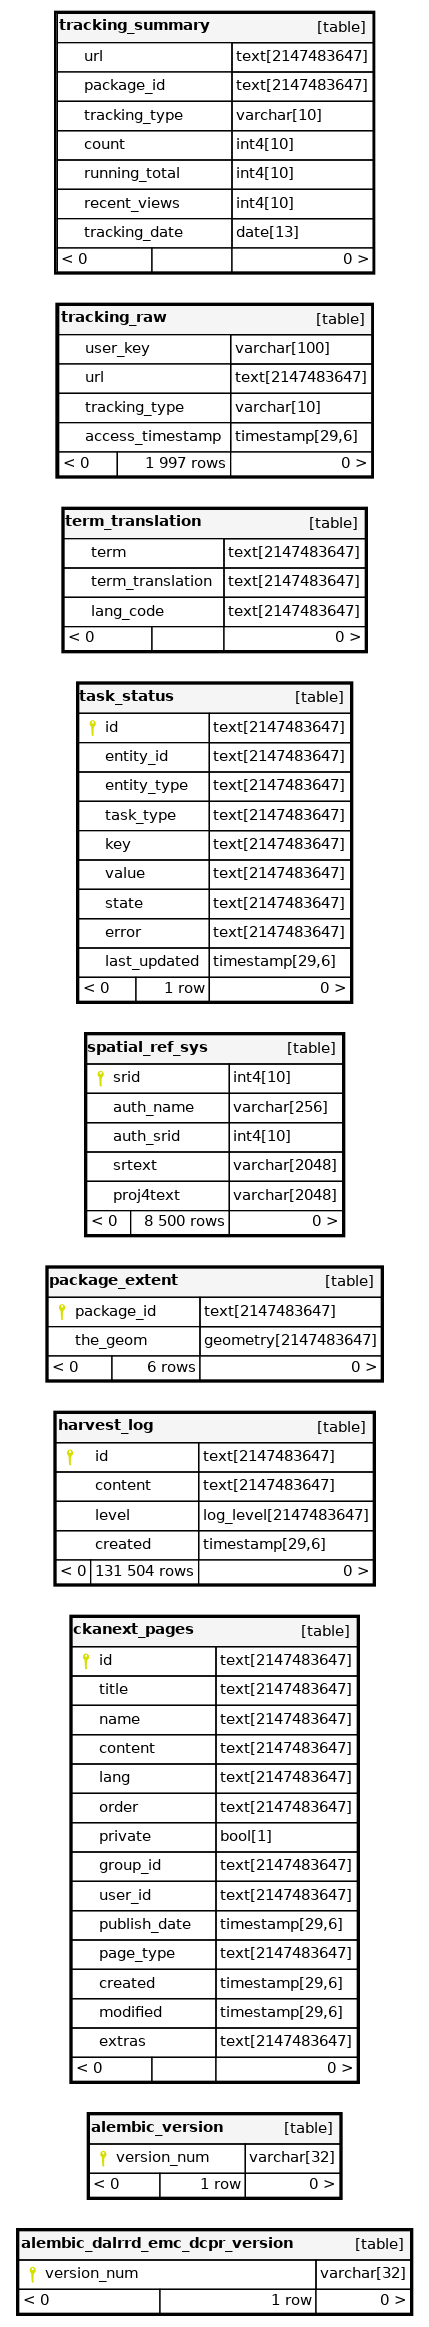 tracking_summary [table]
url text[2147483647]
package_id text[2147483647]
tracking_type varchar[10]
count int4[10]
running_total int4[10]
recent_views int4[10]
tracking_date date[13]
< 0 0 >
tracking_raw [table]
user_key varchar[100]
url text[2147483647]
tracking_type varchar[10]
access_timestamp timestamp[29,6]
< 0 1 997 rows 0 >
term_translation [table]
term text[2147483647]
term_translation text[2147483647]
lang_code text[2147483647]
< 0 0 >
task_status [table]
id text[2147483647]
entity_id text[2147483647]
entity_type text[2147483647]
task_type text[2147483647]
key text[2147483647]
value text[2147483647]
state text[2147483647]
error text[2147483647]
last_updated timestamp[29,6]
< 0 1 row 0 >
spatial_ref_sys [table]
srid int4[10]
auth_name varchar[256]
auth_srid int4[10]
srtext varchar[2048]
proj4text varchar[2048]
< 0 8 500 rows 0 >
package_extent [table]
package_id text[2147483647]
the_geom geometry[2147483647]
< 0 6 rows 0 >
harvest_log [table]
id text[2147483647]
content text[2147483647]
level log_level[2147483647]
created timestamp[29,6]
< 0 131 504 rows 0 >
ckanext_pages [table]
id text[2147483647]
title text[2147483647]
name text[2147483647]
content text[2147483647]
lang text[2147483647]
order text[2147483647]
private bool[1]
group_id text[2147483647]
user_id text[2147483647]
publish_date timestamp[29,6]
page_type text[2147483647]
created timestamp[29,6]
modified timestamp[29,6]
extras text[2147483647]
< 0 0 >
alembic_version [table]
version_num varchar[32]
< 0 1 row 0 >
alembic_dalrrd_emc_dcpr_version [table]
version_num varchar[32]
< 0 1 row 0 >